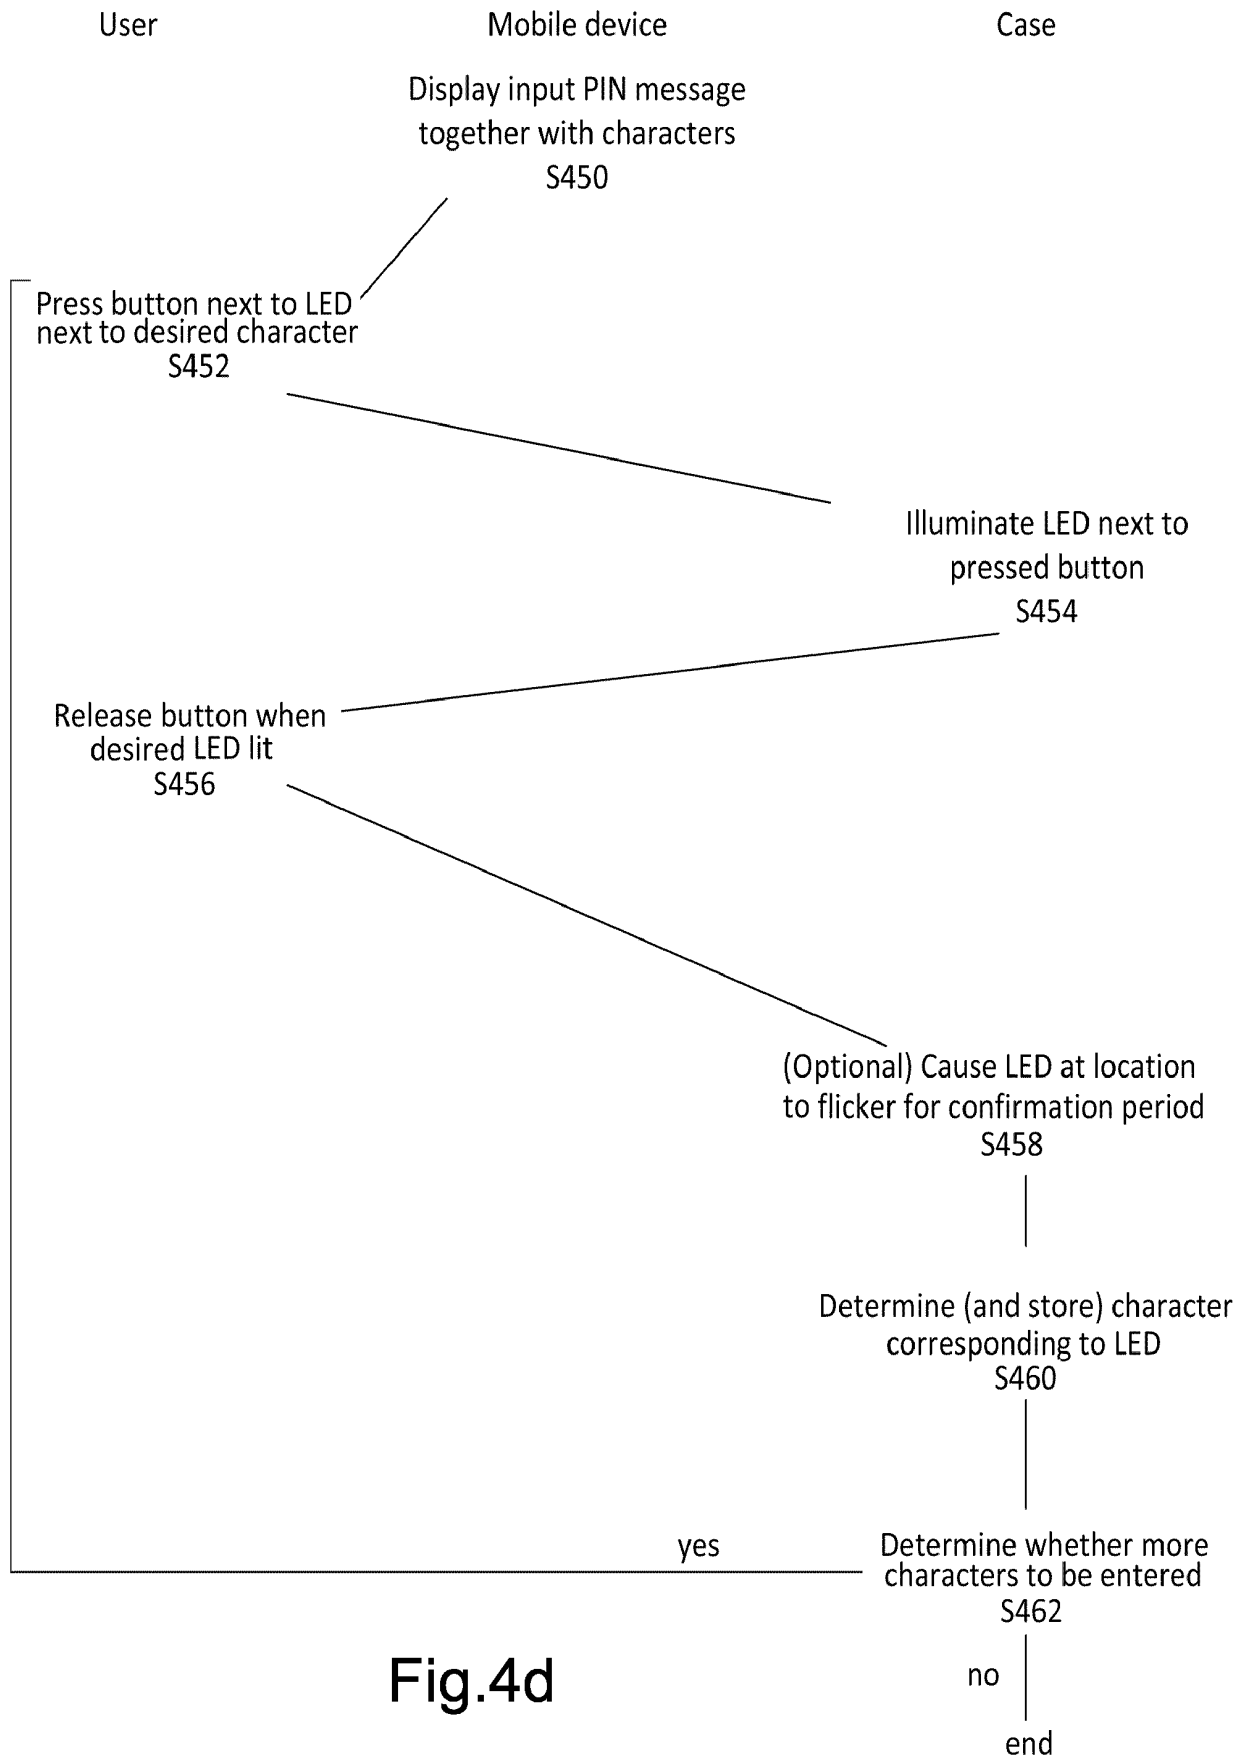 User
Mobile device
Case
Display input PIN message
together with characters
S450
Press button next to LED
next to desired character
S452
Illuminate LED next to
pressed button
S454
Release button when
desired LED lit
S456
(Optional) Cause LED at location
to flicker for confirmation period
S458
Determine (and store) character
corresponding to LED
S460
yes
Determine whether more
characters to be entered
S462
no
end
Fig.4d